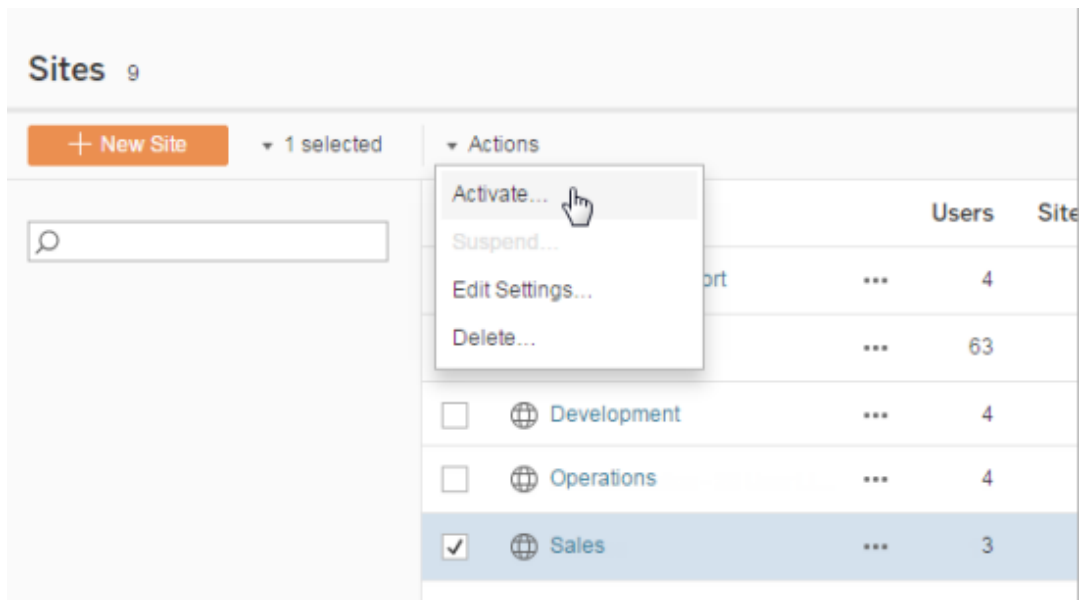 Sites 9
+ New Site
1 selected
Actions
Activate...
Suspend...
Edit Settings...
Delete...
Users
4
63
Development ••• 4
Operations ••• 4
Sales ••• 3